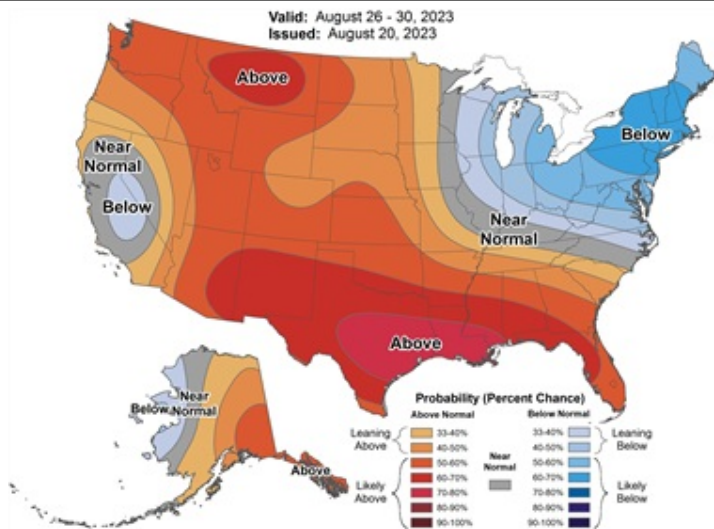 Valid: August 26 - 30, 2023
Issued: August 20, 2023
Above
Below
Near
Normal
Below
Near
Normal
Above
Near
Normal
Below
Above
Probability (Percent Chance)
Above Normal
Below Normal
Leaning
Above
33-40%
40-50%
Likely
Above
50-60%
60-70%
70-80%
80-90%
90-100%
Near
Normal
33-40%
40-50%
Leaning
Below
50-60%
60-70%
70-80%
80-90%
90-100%
Likely
Below